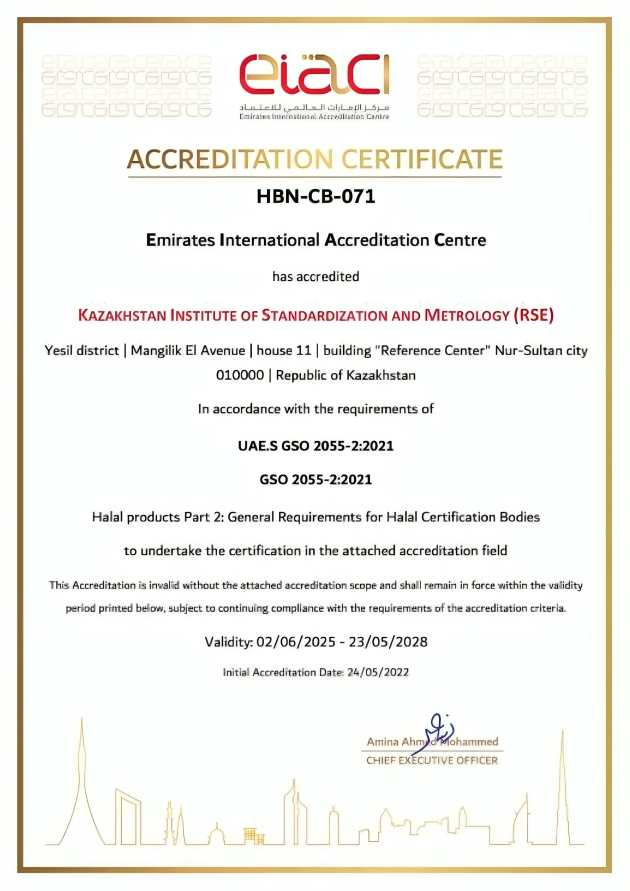 eiaci
مركز الإمارات العالمي للاعتماد
Emirates International Accreditation Centre
ACCREDITATION CERTIFICATE
HBN-CB-071
Emirates International Accreditation Centre
has accredited
KAZAKHSTAN INSTITUTE OF STANDARDIZATION AND METROLOGY (RSE)
Yesil district | Mangilik El Avenue | house 11 | building "Reference Center" Nur-Sultan city
010000 | Republic of Kazakhstan
In accordance with the requirements of
UAE.S GSO 2055-2:2021
GSO 2055-2:2021
Halal products Part 2: General Requirements for Halal Certification Bodies
to undertake the certification in the attached accreditation field
This Accreditation is invalid without the attached accreditation scope and shall remain in force within the validity
period printed below, subject to continuing compliance with the requirements of the accreditation criteria.
Validity: 02/06/2025 - 23/05/2028
Initial Accreditation Date: 24/05/2022
Amina Ahmed Mohammed
CHIEF EXECUTIVE OFFICER